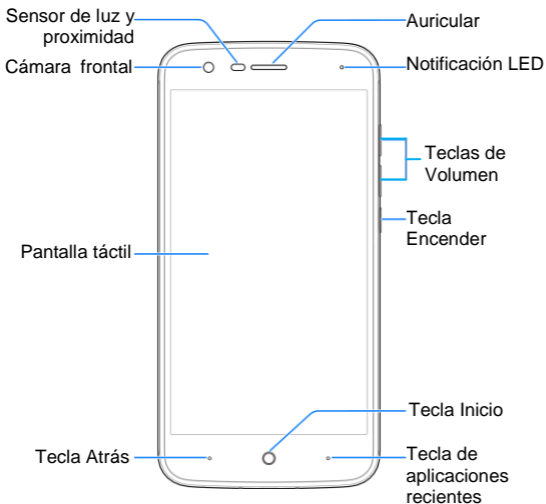 Sensor de luz y
proximidad
Auricular
Cámara frontal
Notificación LED
Teclas de
Volumen
Tecla
Encender
Pantalla táctil
Tecla Inicio
Tecla Atrás
Tecla de
aplicaciones
recientes